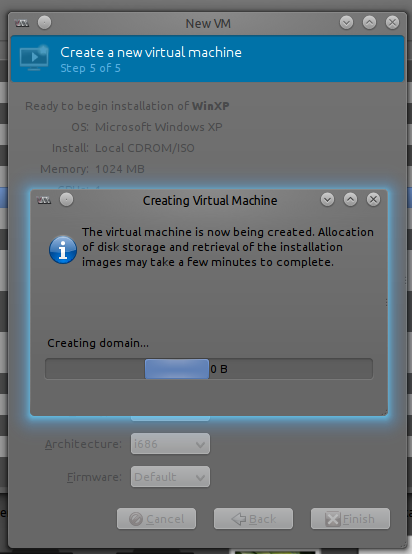 New VM
Create a new virtual machine
Step 5 of 5
Ready to begin installation of WinXP
OS: Microsoft Windows XP
Install: Local CDROM/ISO
Memory: 1024 MB
Creating Virtual Machine
The virtual machine is now being created. Allocation
of disk storage and retrieval of the installation
images may take a few minutes to complete.
Creating domain...
0 B
Architecture: i686
Firmware: Default
Cancel Back Finish